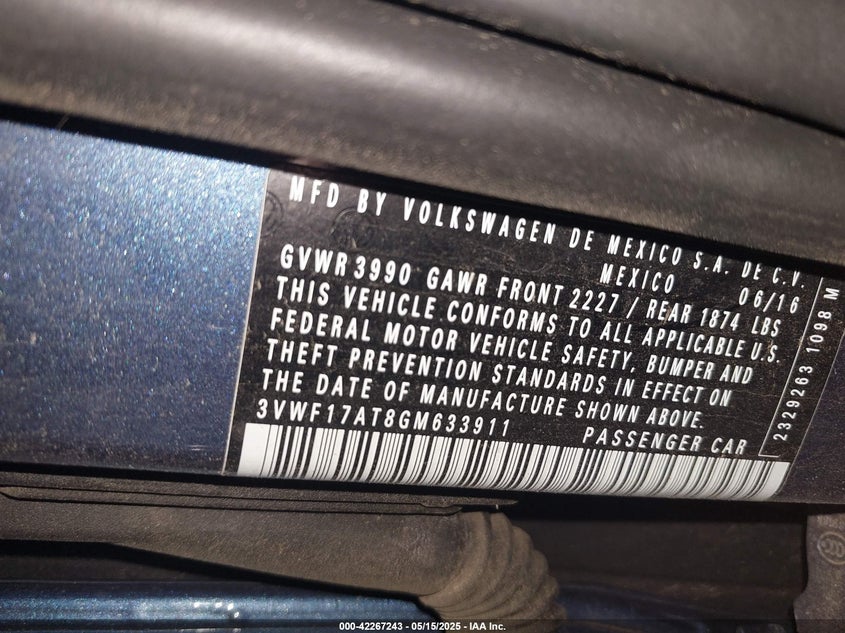 MFD BY VOLKSWAGEN DE MEXICO S.A. DE C.V.
MEXICO 06/16
GVWR 3990 GAWR FRONT 2227 / REAR 1874 LBS
THIS VEHICLE CONFORMS TO ALL APPLICABLE U.S.
FEDERAL MOTOR VEHICLE SAFETY, BUMPER AND
THEFT PREVENTION STANDARDS IN EFFECT ON
THE DATE OF MANUFACTURE SHOWN ABOVE.
3VWF17AT8GM633911 PASSENGER CAR
2329263 1098 M
000-42267243 - 05/15/2025 - IAA Inc.